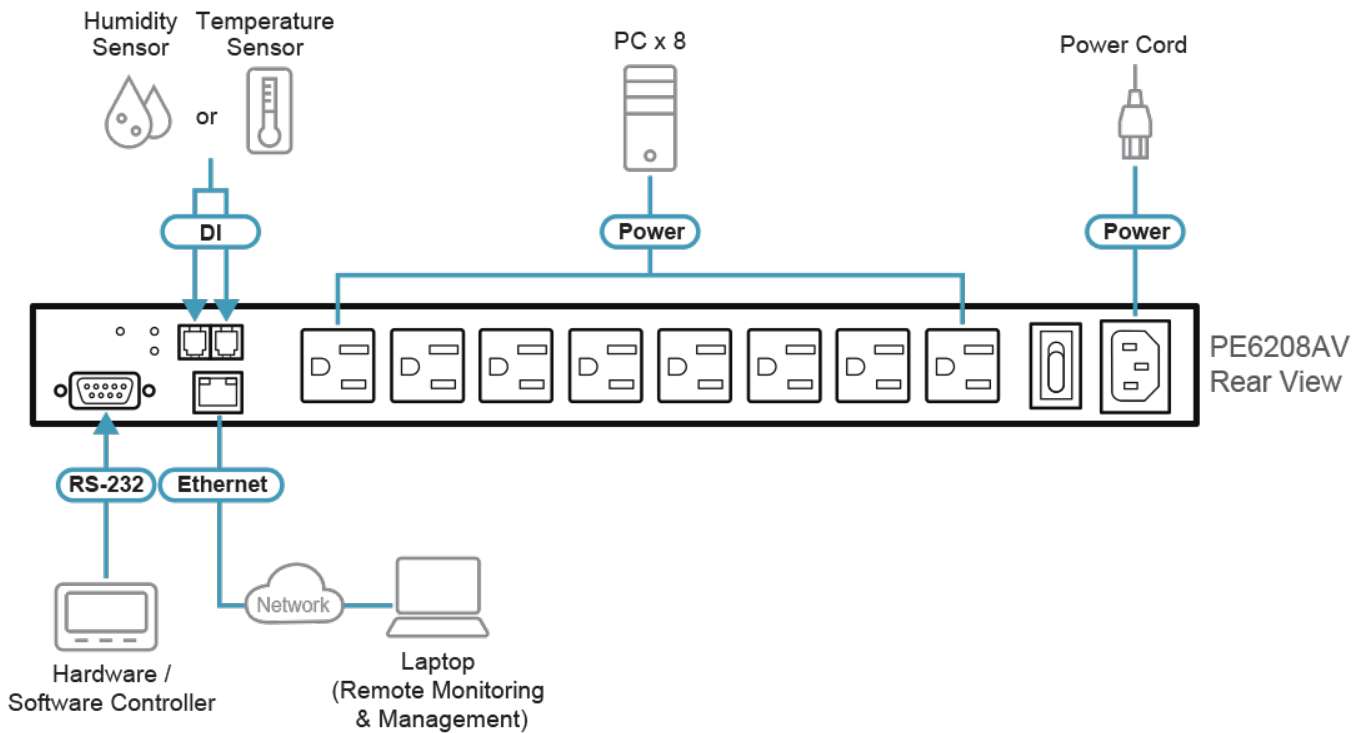 Humidity
Sensor
Temperature
Sensor
or
PC x 8
Power Cord
DI
Power
Power
PE6208AV
Rear View
RS-232
Ethernet
Network
Hardware /
Software Controller
Laptop
(Remote Monitoring
& Management)